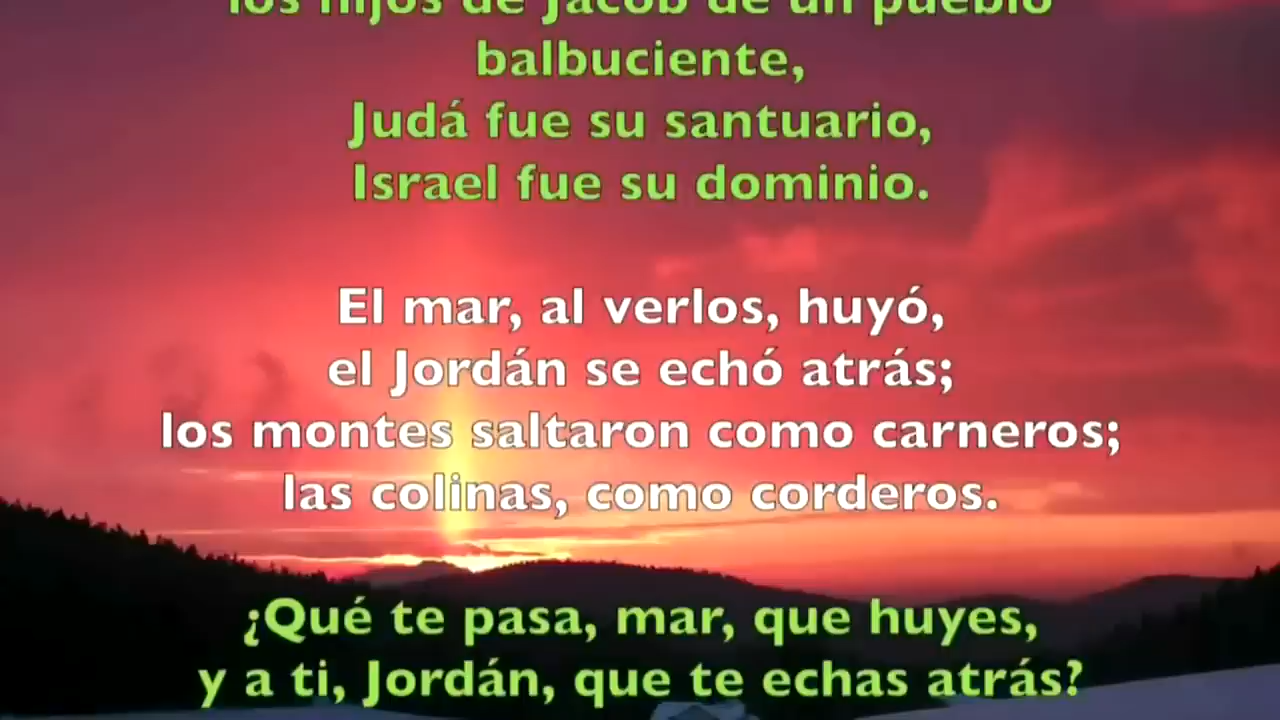 los hijos de Jacob de un pueblo
balbuciente,
Judá fue su santuario,
Israel fue su dominio.
El mar, al verlos, huyó,
el Jordán se echó atrás;
los montes saltaron como carneros;
las colinas, como corderos.
¿Qué te pasa, mar, que huyes,
y a ti, Jordán, que te echas atrás?